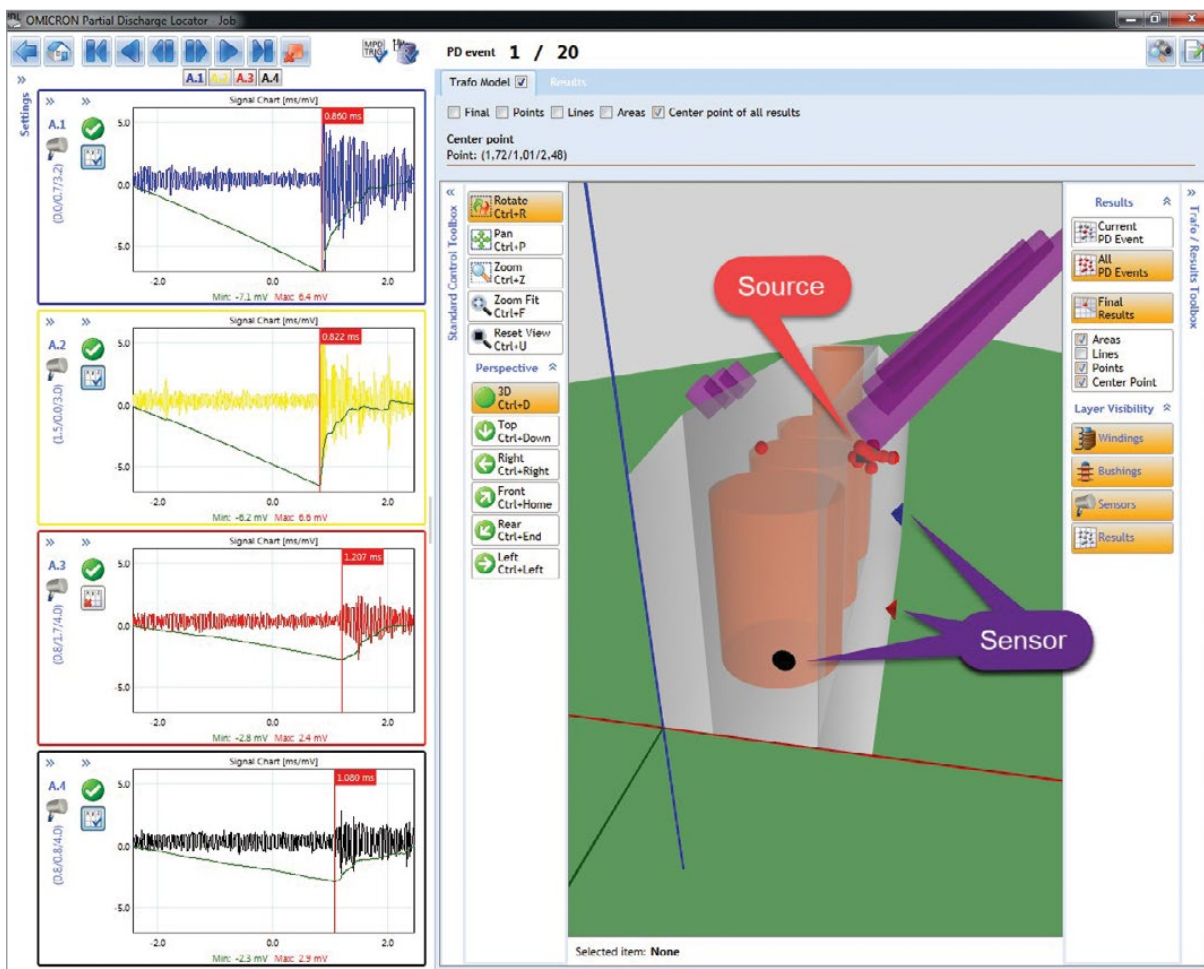 OMICRON Partial Discharge Locator - Job
PD event 1 / 20
MPD
TRIG
A.1 A.2 A.3 A.4
Settings
Trafo Model Results
Final Points Lines Areas Center point of all results
Center point
Point: (1,72/1,01/2,48)
Signal Chart [ms/mV]
A.1
(0.0/0.7/3.2)
0.860 ms
5.0
0.0
-5.0
-2.0 0.0 2.0
Min: -7.1 mV Max: 6.4 mV
Signal Chart [ms/mV]
A.2
(1.5/0.0/3.0)
0.822 ms
5.0
0.0
-5.0
-2.0 0.0 2.0
Min: -6.2 mV Max: 6.6 mV
Signal Chart [ms/mV]
A.3
(0.8/1.7/4.0)
1.207 ms
5.0
0.0
-5.0
-2.0 0.0 2.0
Min: -2.8 mV Max: 2.4 mV
Signal Chart [ms/mV]
A.4
(0.8/0.8/4.0)
1.080 ms
5.0
0.0
-5.0
-2.0 0.0 2.0
Min: -2.3 mV Max: 2.9 mV
Standard Control Toolbox
Rotate
Ctrl+R
Pan
Ctrl+P
Zoom
Ctrl+Z
Zoom Fit
Ctrl+F
Reset View
Ctrl+U
Perspective
3D
Ctrl+D
Top
Ctrl+Down
Right
Ctrl+Right
Front
Ctrl+Home
Rear
Ctrl+End
Left
Ctrl+Left
Source
Sensor
Selected item: None
Results
Current
PD Event
All
PD Events
Final
Results
Areas
Lines
Points
Center Point
Layer Visibility
Windings
Bushings
Sensors
Results
Trafo / Results Toolbox